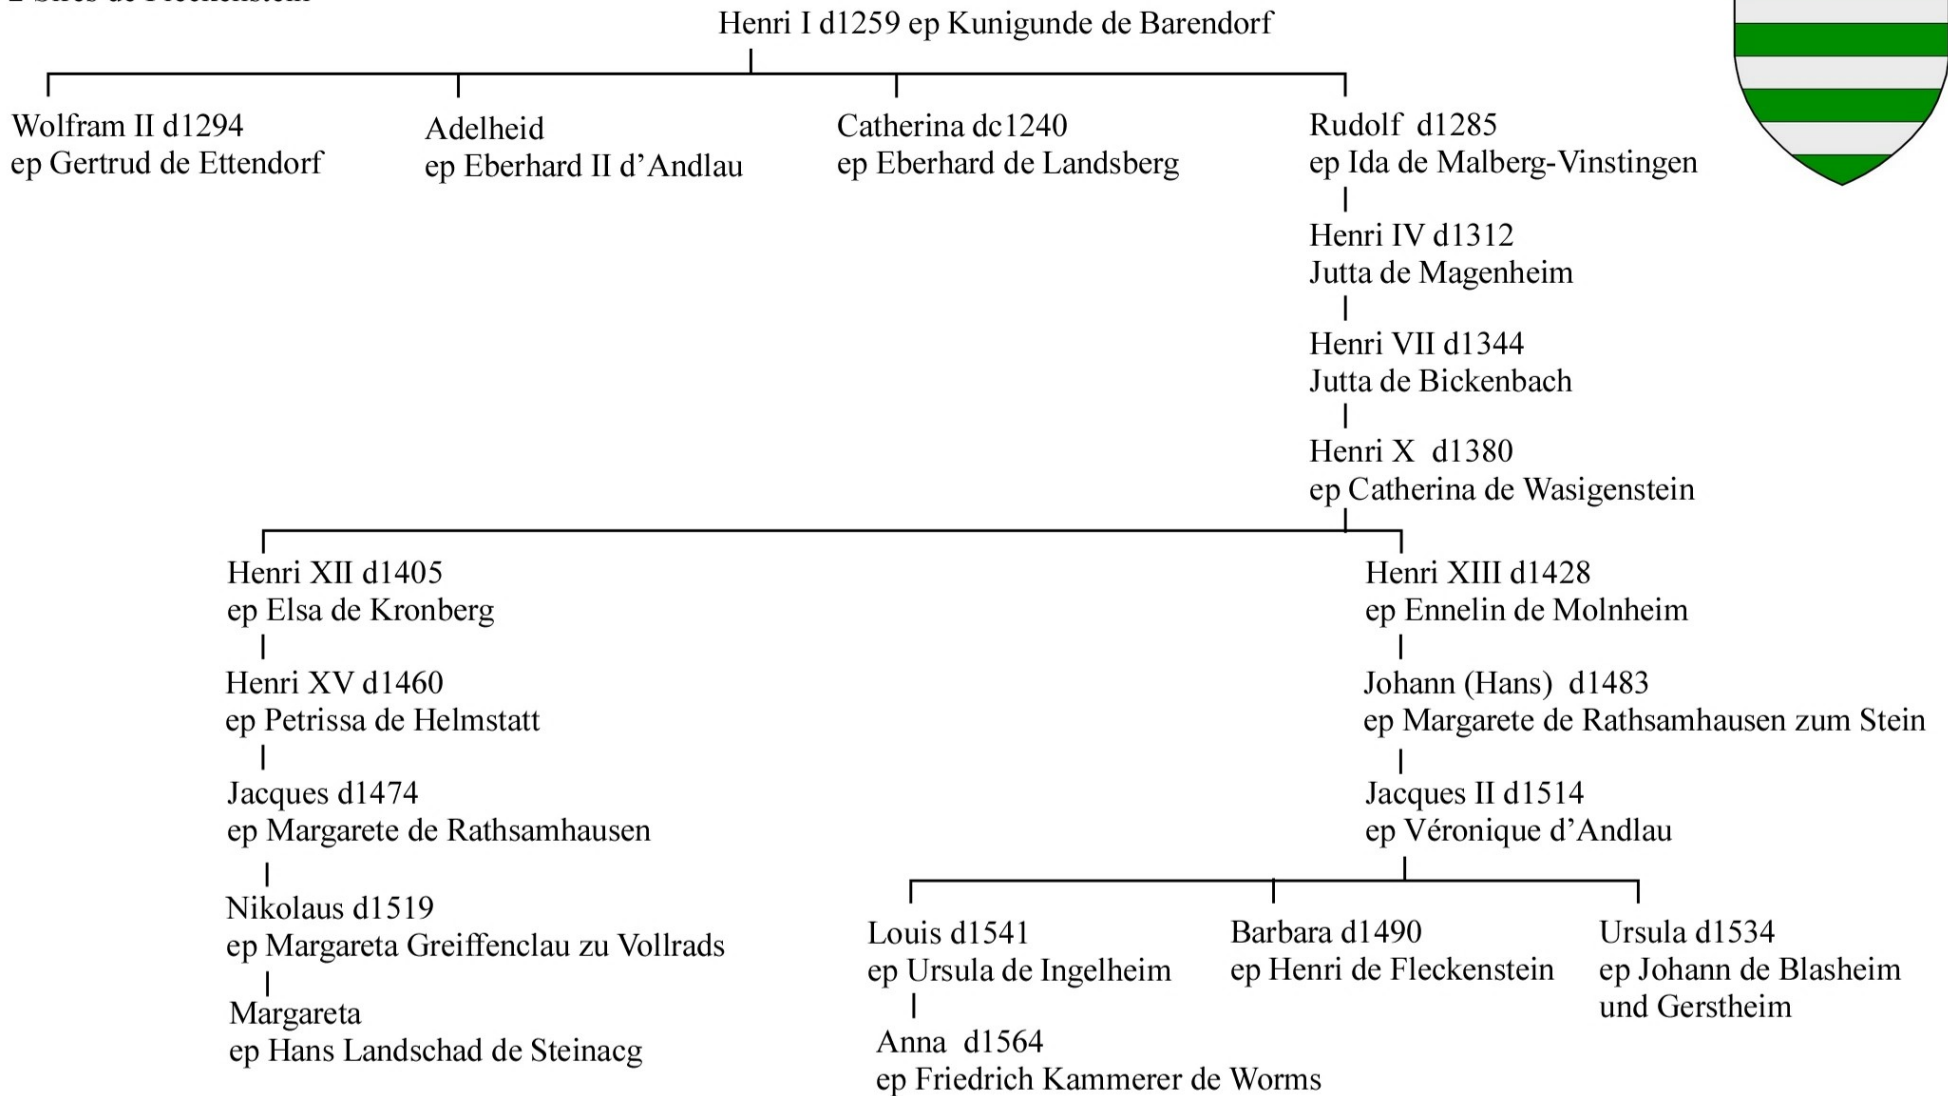 2 Sires de Fleckenstein
Henri I d1259 ep Kunigunde de Barendorf
Wolfram II d1294
ep Gertrud de Ettendorf
Adelheid
ep Eberhard II d’Andlau
Catherina dc1240
ep Eberhard de Landsberg
Rudolf d1285
ep Ida de Malberg-Vinstingen
Henri IV d1312
Jutta de Magenheim
Henri VII d1344
Jutta de Bickenbach
Henri X d1380
ep Catherina de Wasigenstein
Henri XII d1405
ep Elsa de Kronberg
Henri XV d1460
ep Petrissa de Helmstatt
Jacques d1474
ep Margarete de Rathsamhausen
Nikolaus d1519
ep Margareta Greiffenclau zu Vollrads
Margareta
ep Hans Landschad de Steinacg
Henri XIII d1428
ep Ennelin de Molnheim
Johann (Hans) d1483
ep Margarete de Rathsamhausen zum Stein
Jacques II d1514
ep Véronique d’Andlau
Louis d1541
ep Ursula de Ingelheim
Anna d1564
ep Friedrich Kammerer de Worms
Barbara d1490
ep Henri de Fleckenstein
Ursula d1534
ep Johann de Blasheim
und Gerstheim